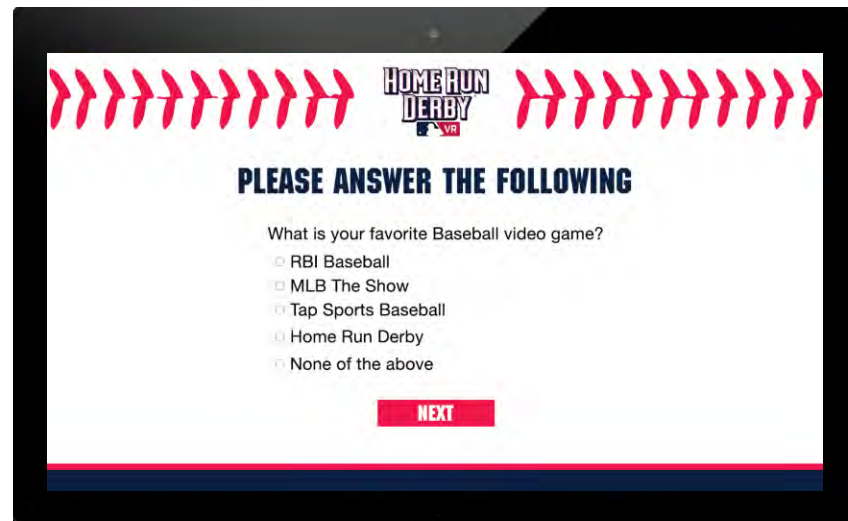 HOME RUN
DERBY
VR
PLEASE ANSWER THE FOLLOWING
What is your favorite Baseball video game?
RBI Baseball
MLB The Show
Tap Sports Baseball
Home Run Derby
None of the above
NEXT